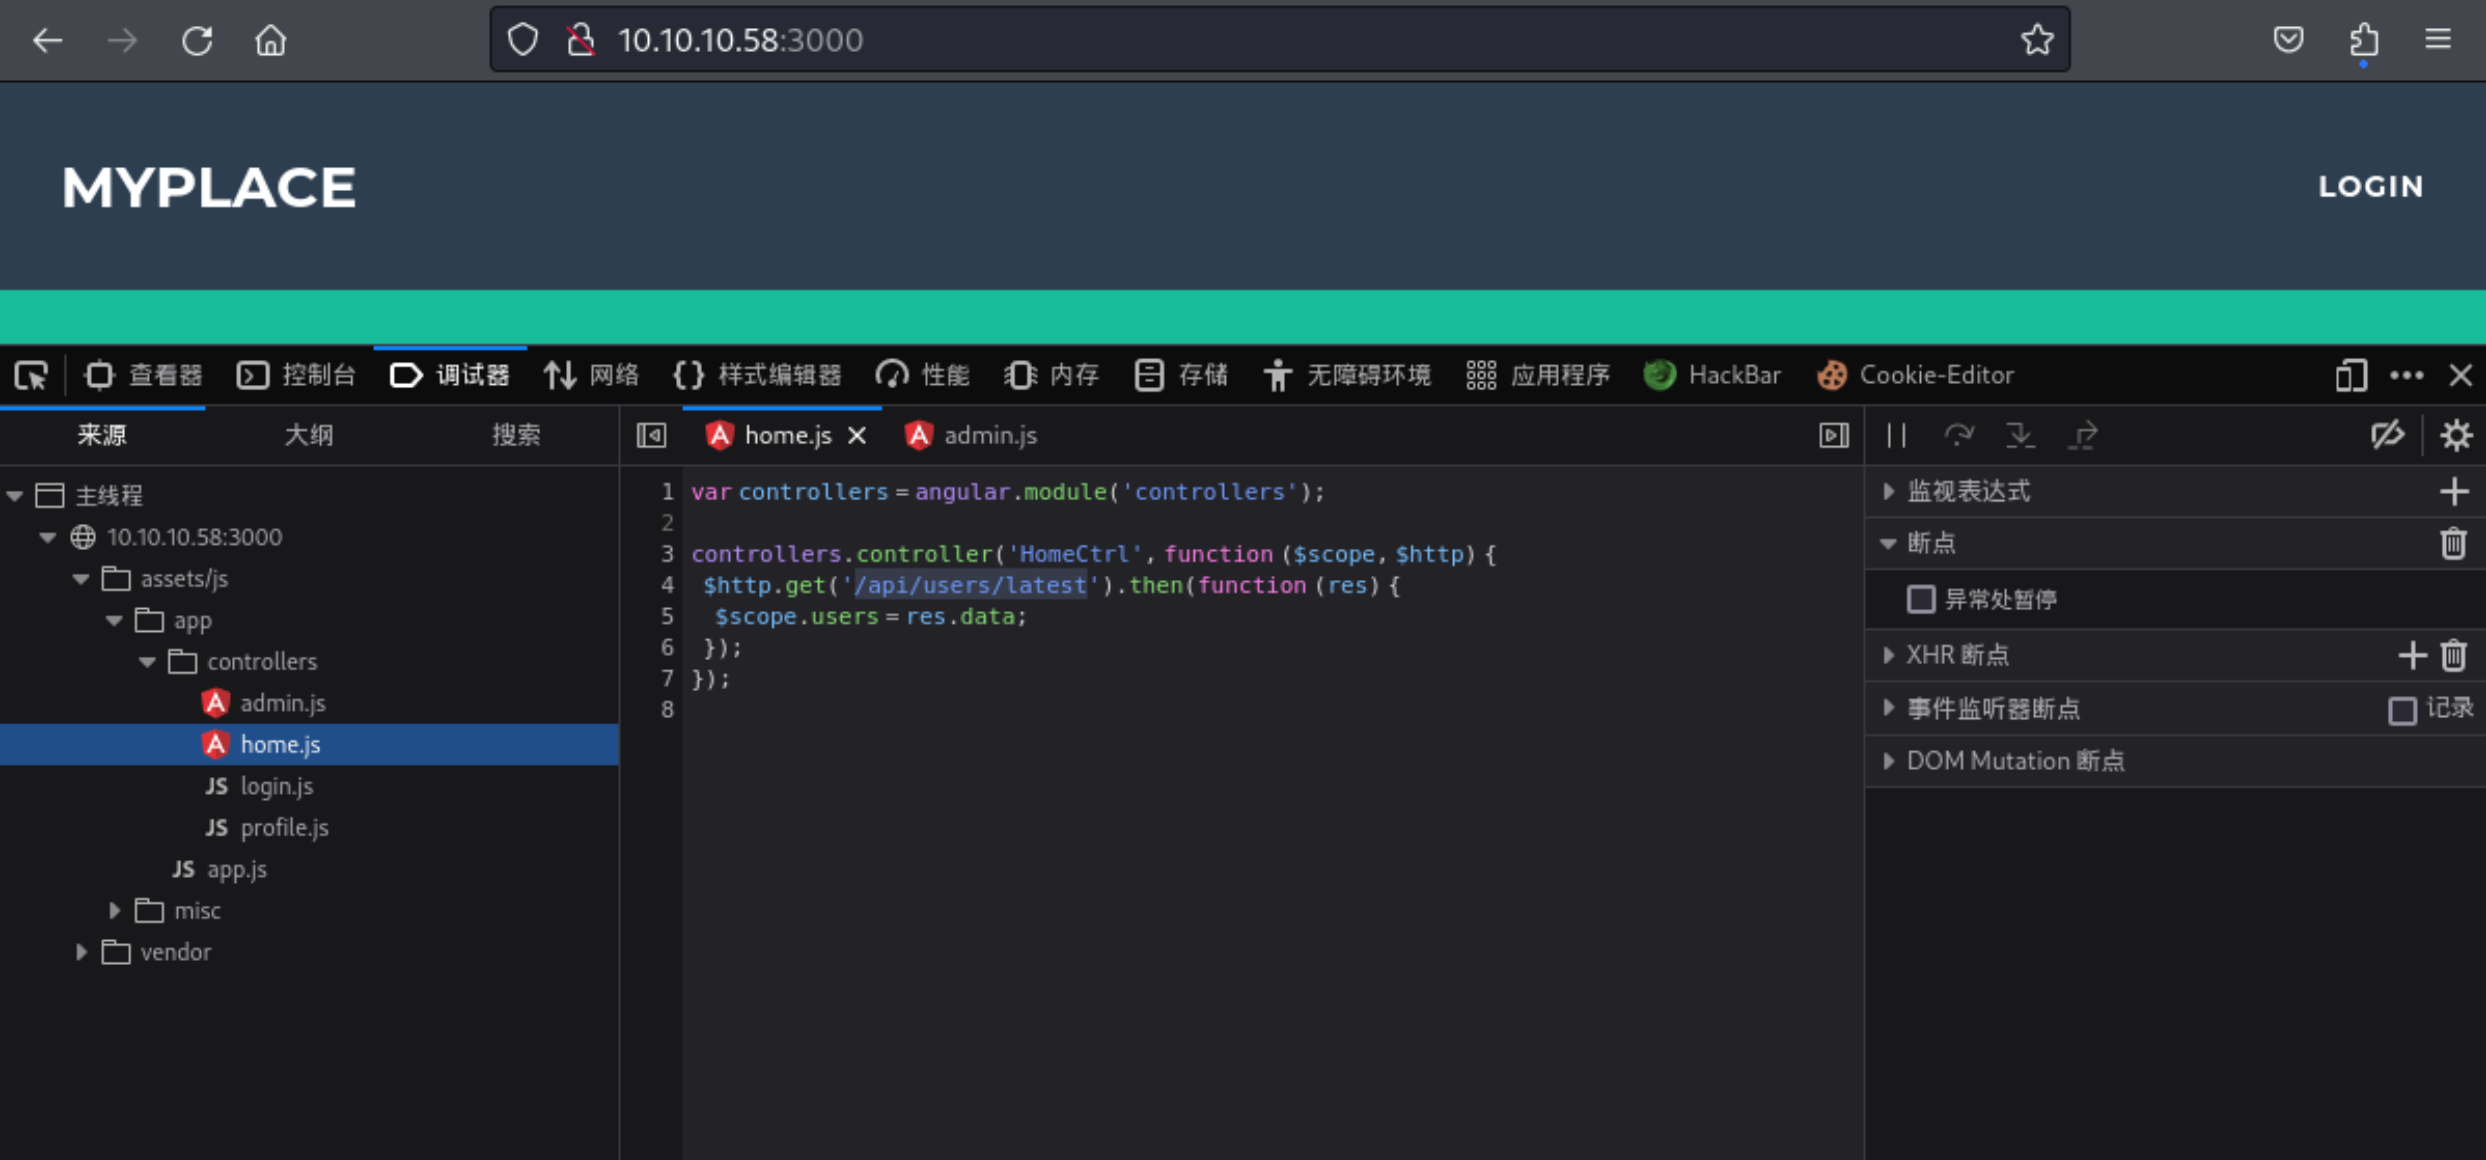 10.10.10.58:3000
MYPLACE
LOGIN
查看器 控制台 调试器 网络 {} 样式编辑器 性能 内存 存储 无障碍环境 应用程序 HackBar Cookie-Editor
来源 大纲 搜索
home.js admin.js
主线程
10.10.10.58:3000
assets/js
app
controllers
admin.js
home.js
JS login.js
JS profile.js
JS app.js
misc
vendor
1 var controllers = angular.module('controllers');
2
3 controllers.controller('HomeCtrl', function ($scope, $http) {
4 $http.get('/api/users/latest').then(function (res) {
5 $scope.users = res.data;
6 });
7 });
8
监视表达式
断点
异常处暂停
XHR 断点
事件监听器断点 记录
DOM Mutation 断点